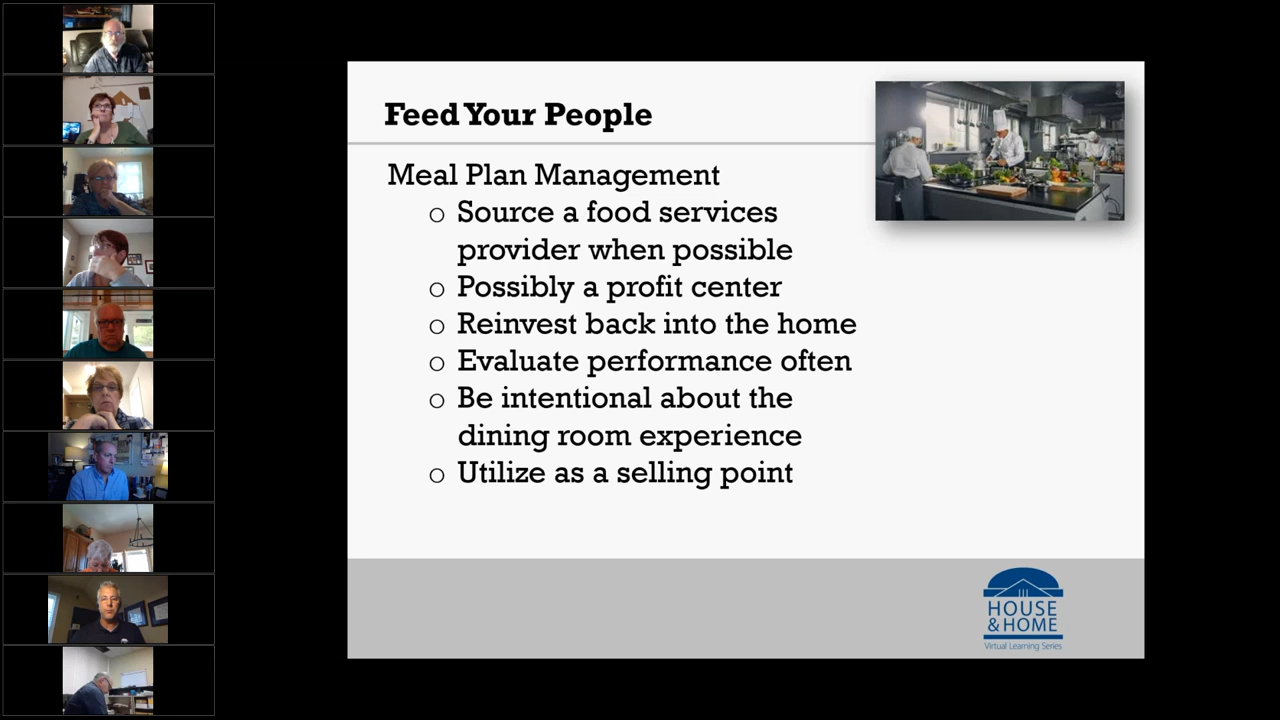 Feed Your People
Meal Plan Management
○ Source a food services
provider when possible
○ Possibly a profit center
○ Reinvest back into the home
○ Evaluate performance often
○ Be intentional about the
dining room experience
○ Utilize as a selling point
HOUSE
& HOME
Virtual Learning Series